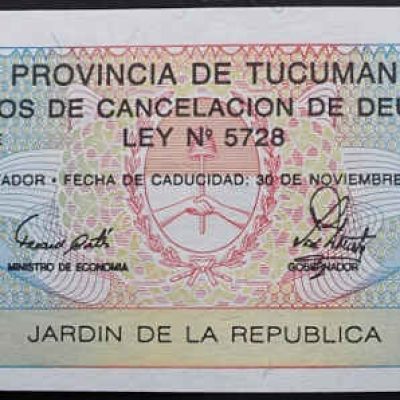 PROVINCIA DE TUCUMAN
OS DE CANCELACION DE DEU
LEY Nº 5728
ADOR • FECHA DE CADUCIDAD: 30 DE NOVIEMBRE
MINISTRO DE ECONOMIA
GOBERNADOR
JARDIN DE LA REPUBLICA